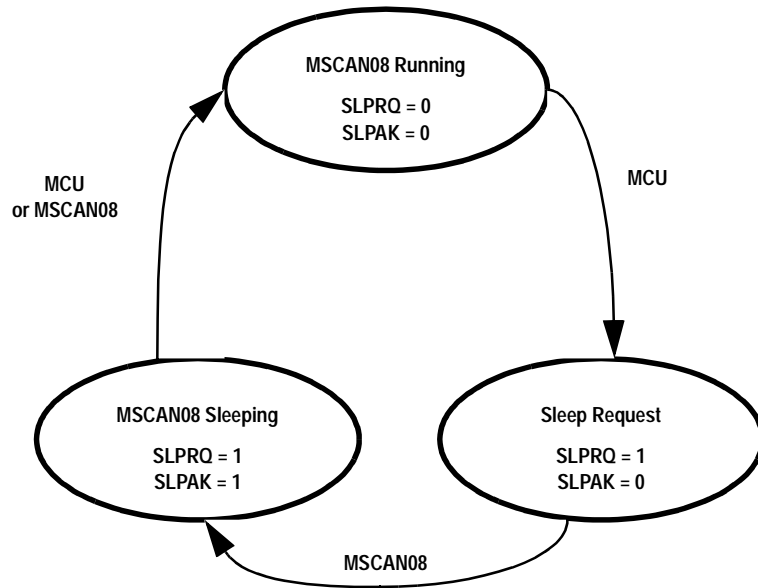 MSCAN08 Running
SLPRQ = 0
SLPAK = 0
MCU
or MSCAN08
MCU
MSCAN08 Sleeping
SLPRQ = 1
SLPAK = 1
Sleep Request
SLPRQ = 1
SLPAK = 0
MSCAN08